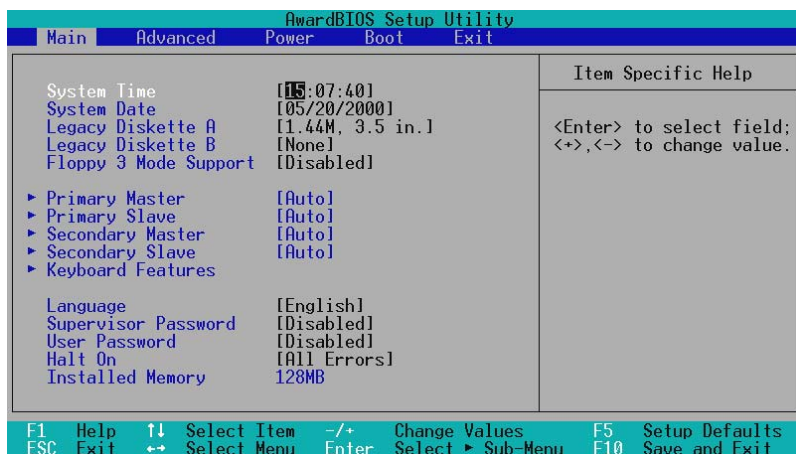 AwardBIOS Setup Utility
Main Advanced Power Boot Exit
Item Specific Help
System Time [15:07:40]
System Date [05/20/2000]
Legacy Diskette A [1.44M, 3.5 in.]
Legacy Diskette B [None]
Floppy 3 Mode Support [Disabled]
<Enter> to select field;
<+>,<-> to change value.
► Primary Master [Auto]
► Primary Slave [Auto]
► Secondary Master [Auto]
► Secondary Slave [Auto]
► Keyboard Features
Language [English]
Supervisor Password [Disabled]
User Password [Disabled]
Halt On [All Errors]
Installed Memory 128MB
F1 Help ↑↓ Select Item -/+ Change Values F5 Setup Defaults
ESC Exit ←→ Select Menu Enter Select ► Sub-Menu F10 Save and Exit